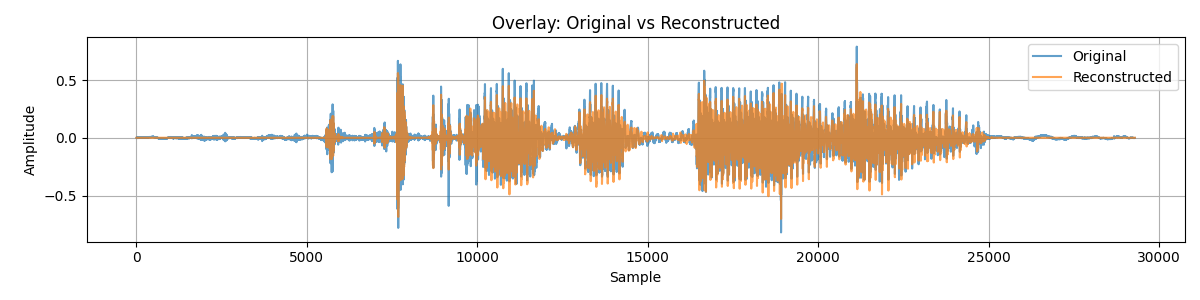 Overlay: Original vs Reconstructed
Original
Reconstructed
Amplitude
0.5
0.0
−0.5
0 5000 10000 15000 20000 25000 30000
Sample